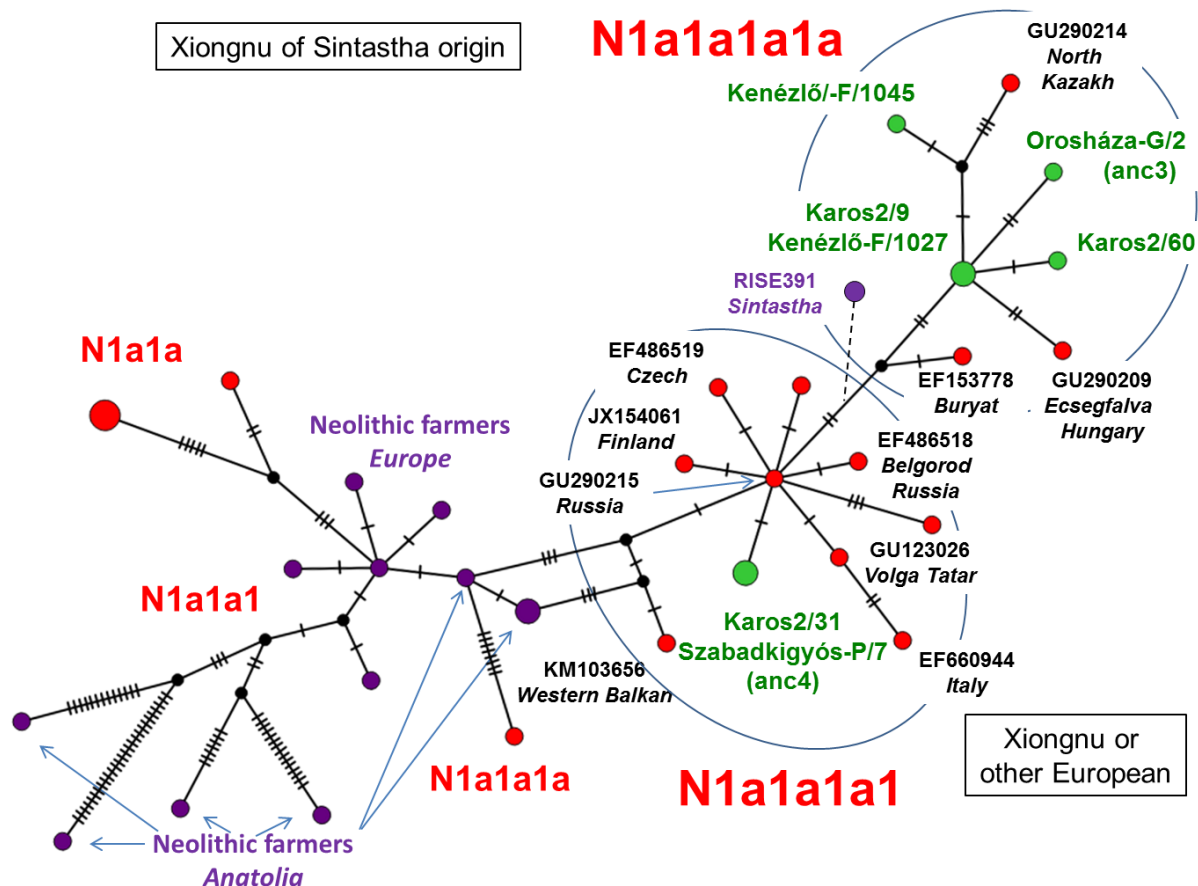 Xiongnu of Sintastha origin
N1a1a1a1a
GU290214
North
Kazakh
Kenézlő/-F/1045
Orosháza-G/2
(anc3)
Karos2/9
Kenézlő-F/1027
Karos2/60
RISE391
Sintastha
N1a1a
EF486519
Czech
EF153778
Buryat
GU290209
Ecsegfalva
Hungary
JX154061
Finland
Neolithic farmers
Europe
EF486518
Belgorod
Russia
GU290215
Russia
GU123026
Volga Tatar
N1a1a1
Karos2/31
Szabadkigyós-P/7
(anc4)
KM103656
Western Balkan
EF660944
Italy
N1a1a1a
N1a1a1a1
Xiongnu or
other European
Neolithic farmers
Anatolia